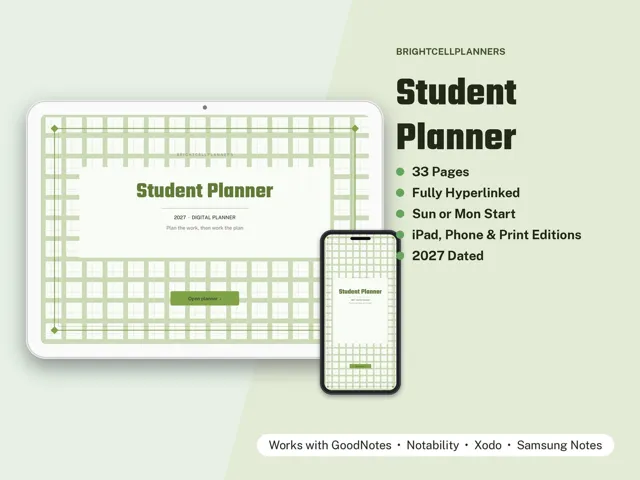 BRIGHTCELLPLANNERS
Student
Planner
33 Pages
Fully Hyperlinked
Sun or Mon Start
iPad, Phone & Print Editions
2027 Dated
BRIGHTCELLPLANNERS
Student Planner
2027 · DIGITAL PLANNER
Plan the work, then work the plan
Open planner
Student Planner
Works with GoodNotes • Notability • Xodo • Samsung Notes